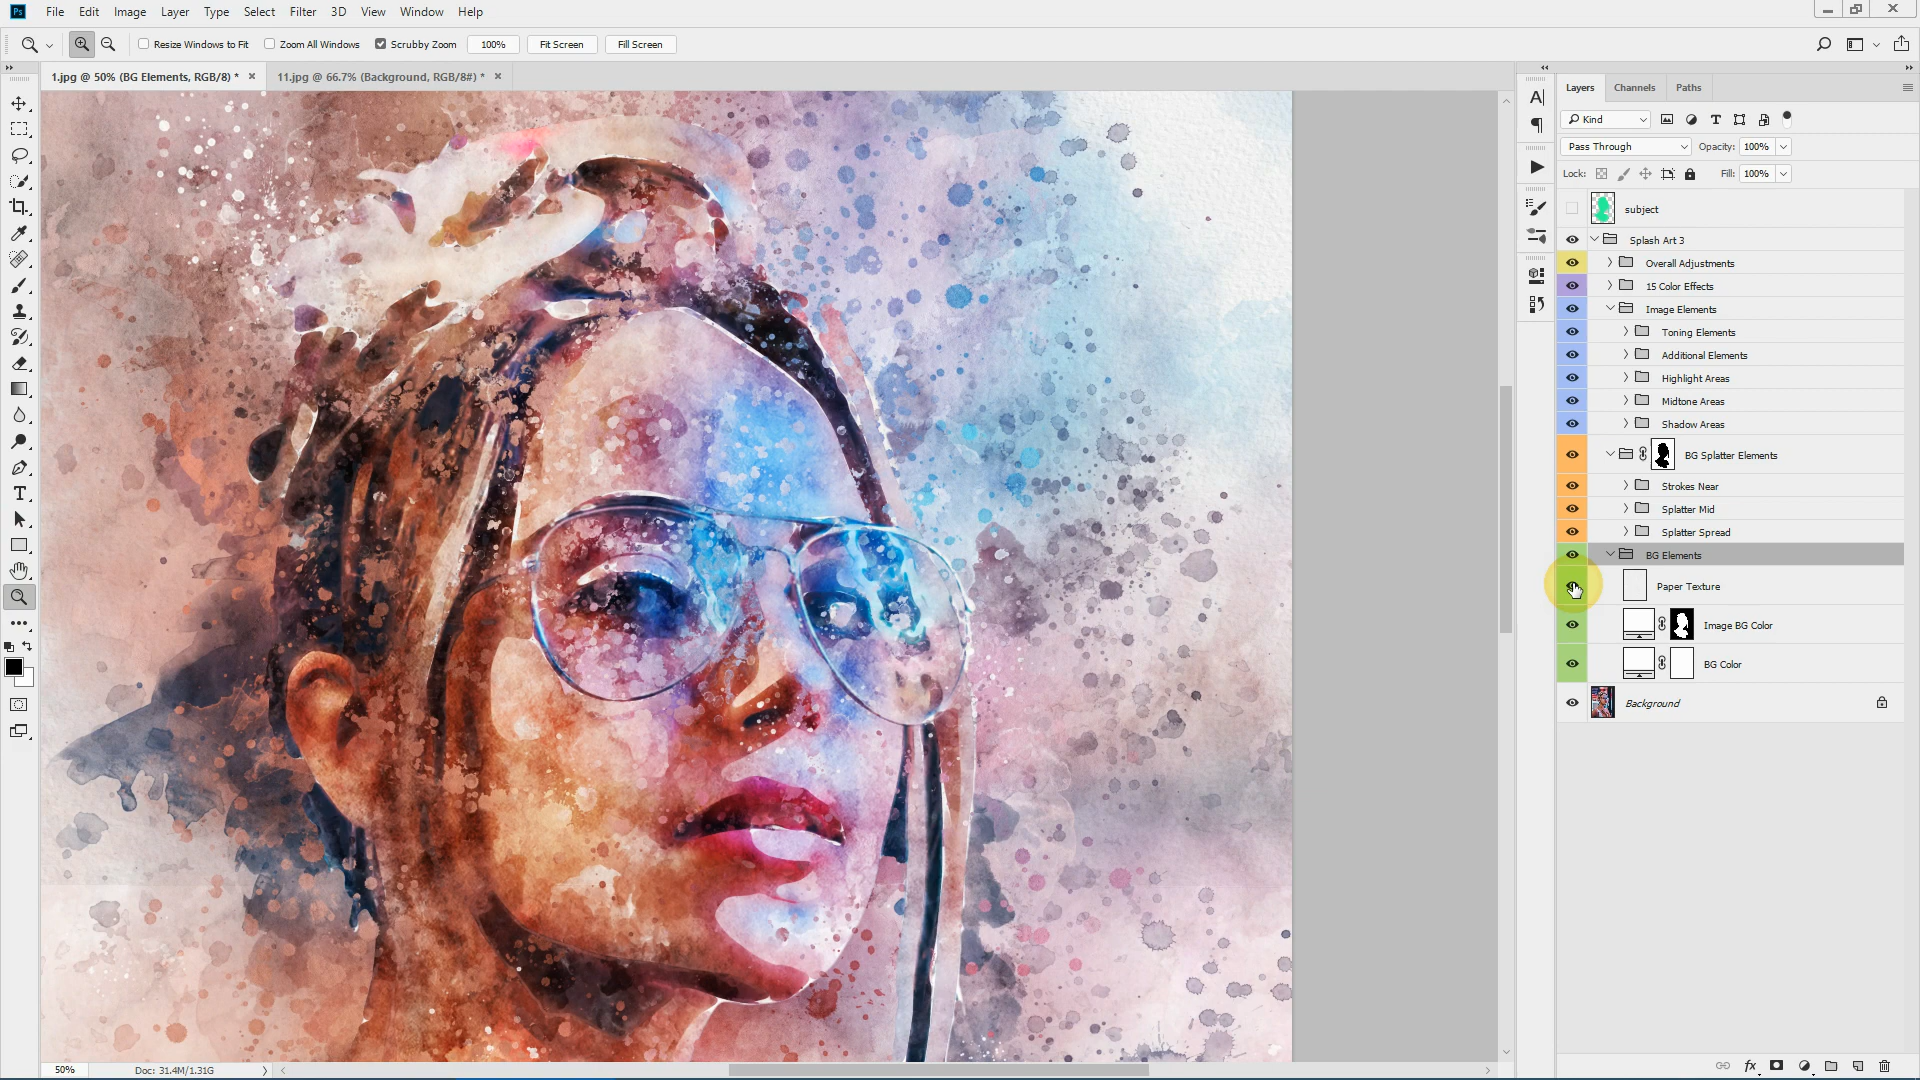 Ps File Edit Image Layer Type Select Filter 3D View Window Help
Resize Windows to Fit Zoom All Windows Scrubby Zoom 100% Fit Screen Fill Screen
1.jpg @ 50% (BG Elements, RGB/8) * × 11.jpg @ 66.7% (Background, RGB/8#) * ×
Layers Channels Paths
Kind
Pass Through Opacity: 100%
Lock: Fill: 100%
subject
Splash Art 3
Overall Adjustments
15 Color Effects
Image Elements
Toning Elements
Additional Elements
Highlight Areas
Midtone Areas
Shadow Areas
BG Splatter Elements
Strokes Near
Splatter Mid
Splatter Spread
BG Elements
Paper Texture
Image BG Color
BG Color
Background
50% Doc: 31.4M/1.31G